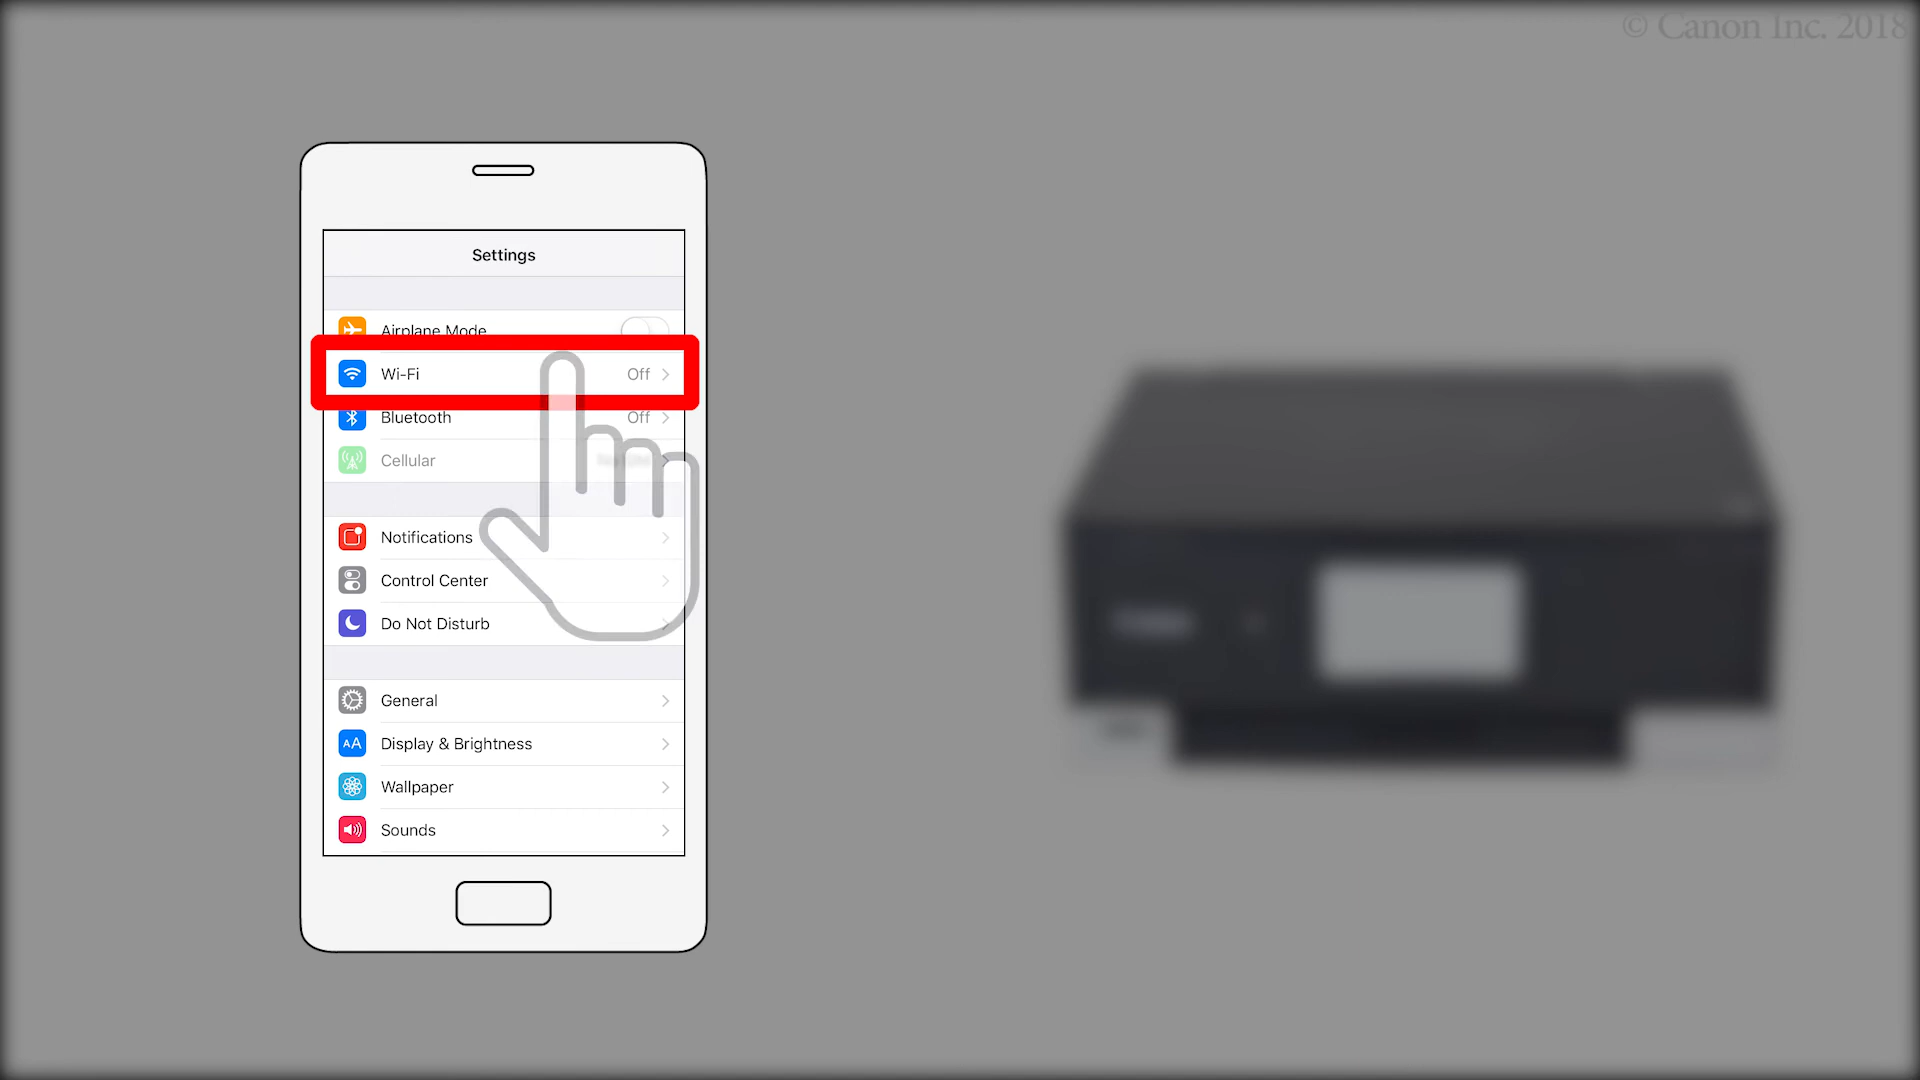 © Canon Inc. 2018
Settings
Airplane Mode
Wi-Fi
Off
Bluetooth
Off
Cellular
Notifications
Control Center
Do Not Disturb
General
AA
Display & Brightness
Wallpaper
Sounds